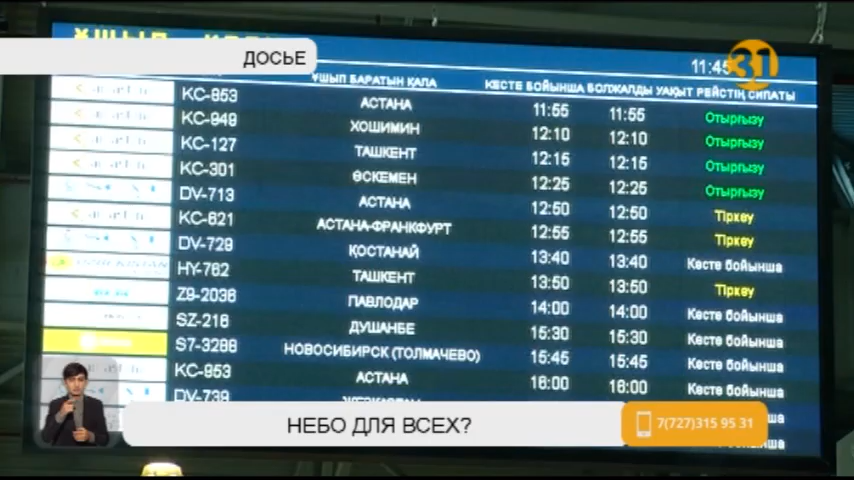 ДОСЬЕ
11:45
31
ҰШЫП БАРАТЫН ҚАЛА КЕСТЕ БОЙЫНША БОЛЖАЛДЫ УАҚЫТ РЕЙСТІҢ СИПАТЫ
KC-853 АСТАНА 11:55 11:55 Отырғызу
KC-949 ХОШИМИН 12:10 12:10 Отырғызу
KC-127 ТАШКЕНТ 12:15 12:15 Отырғызу
KC-301 ӨСКЕМЕН 12:25 12:25 Отырғызу
DV-713 АСТАНА 12:50 12:50 Тіркеу
KC-621 АСТАНА-ФРАНКФУРТ 12:55 12:55 Тіркеу
DV-729 ҚОСТАНАЙ 13:40 13:40 Кесте бойынша
HY-762 ТАШКЕНТ 13:50 13:50 Тіркеу
Z9-2036 ПАВЛОДАР 14:00 14:00 Кесте бойынша
SZ-216 ДУШАНБЕ 15:30 15:30 Кесте бойынша
S7-3266 НОВОСИБИРСК (ТОЛМАЧЕВО) 15:45 15:45 Кесте бойынша
KC-953 АСТАНА 16:00 16:00 Кесте бойынша
DV-739
НЕБО ДЛЯ ВСЕХ?
7(727)315 95 31